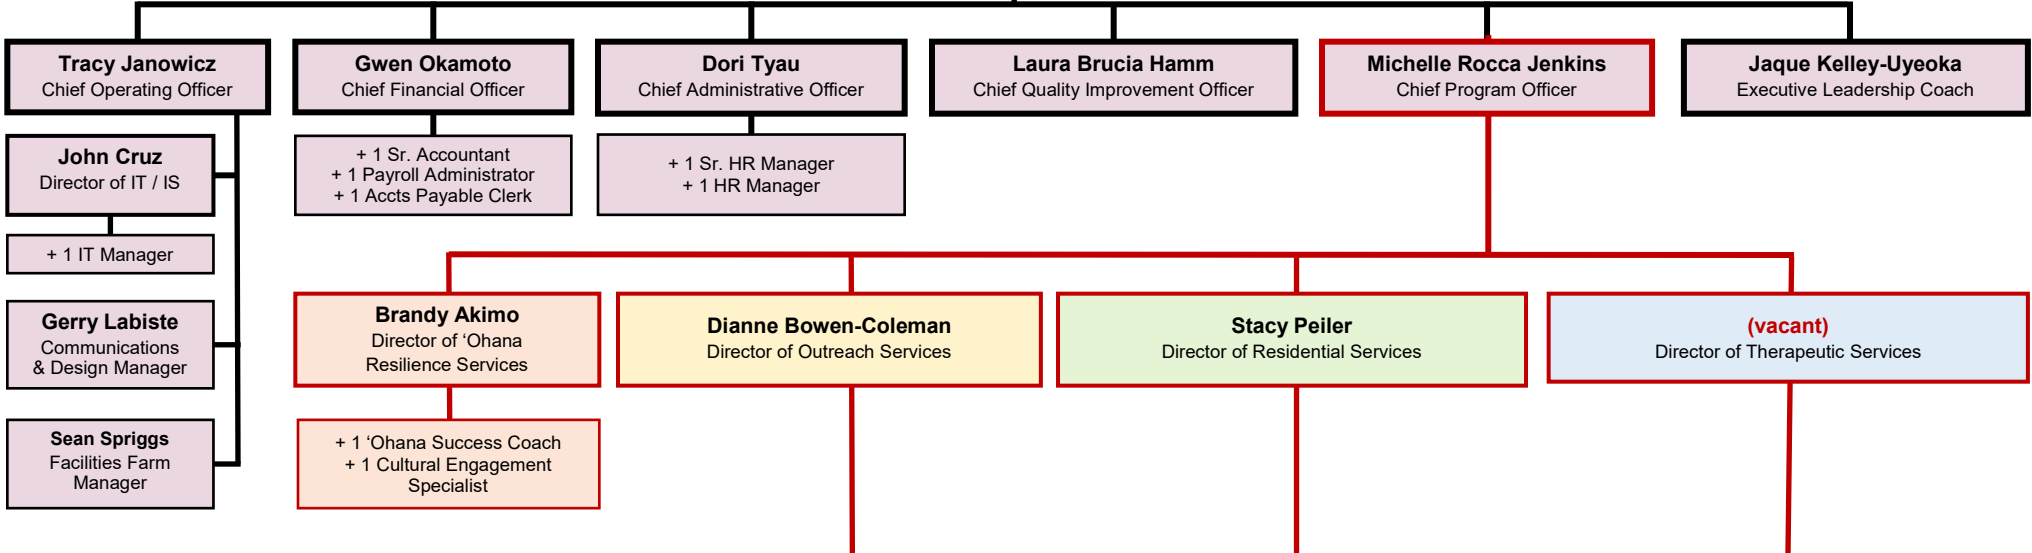 Tracy Janowicz
Chief Operating Officer
Gwen Okamoto
Chief Financial Officer
Dori Tyau
Chief Administrative Officer
Laura Brucia Hamm
Chief Quality Improvement Officer
Michelle Rocca Jenkins
Chief Program Officer
Jaque Kelley-Uyeoka
Executive Leadership Coach
John Cruz
Director of IT / IS
+ 1 Sr. Accountant
+ 1 Payroll Administrator
+ 1 Accts Payable Clerk
+ 1 Sr. HR Manager
+ 1 HR Manager
+ 1 IT Manager
Gerry Labiste
Communications
& Design Manager
Brandy Akimo
Director of ‘Ohana
Resilience Services
Dianne Bowen-Coleman
Director of Outreach Services
Stacy Peiler
Director of Residential Services
(vacant)
Director of Therapeutic Services
Sean Spriggs
Facilities Farm
Manager
+ 1 ‘Ohana Success Coach
+ 1 Cultural Engagement
Specialist